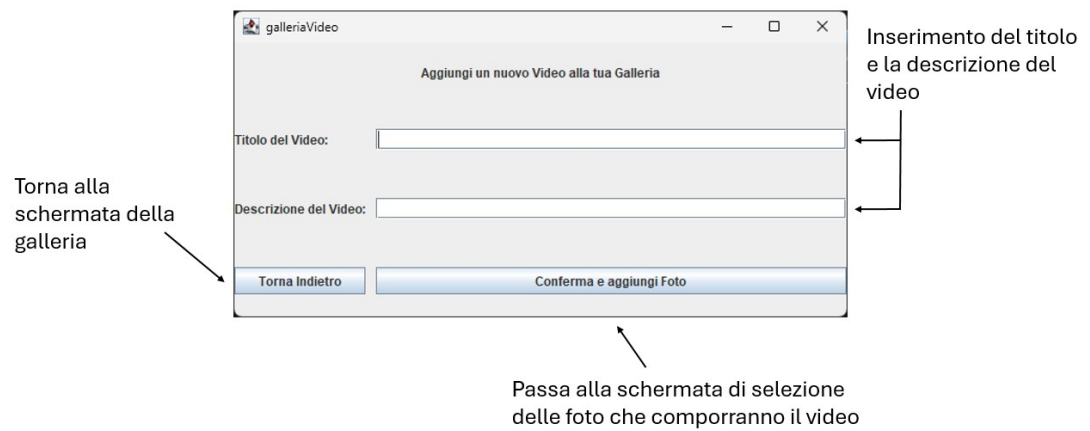 galleriaVideo
Aggiungi un nuovo Video alla tua Galleria
Inserimento del titolo
e la descrizione del
video
Titolo del Video:
Torna alla
schermata della
galleria
Descrizione del Video:
Torna Indietro
Conferma e aggiungi Foto
Passa alla schermata di selezione
delle foto che comporranno il video